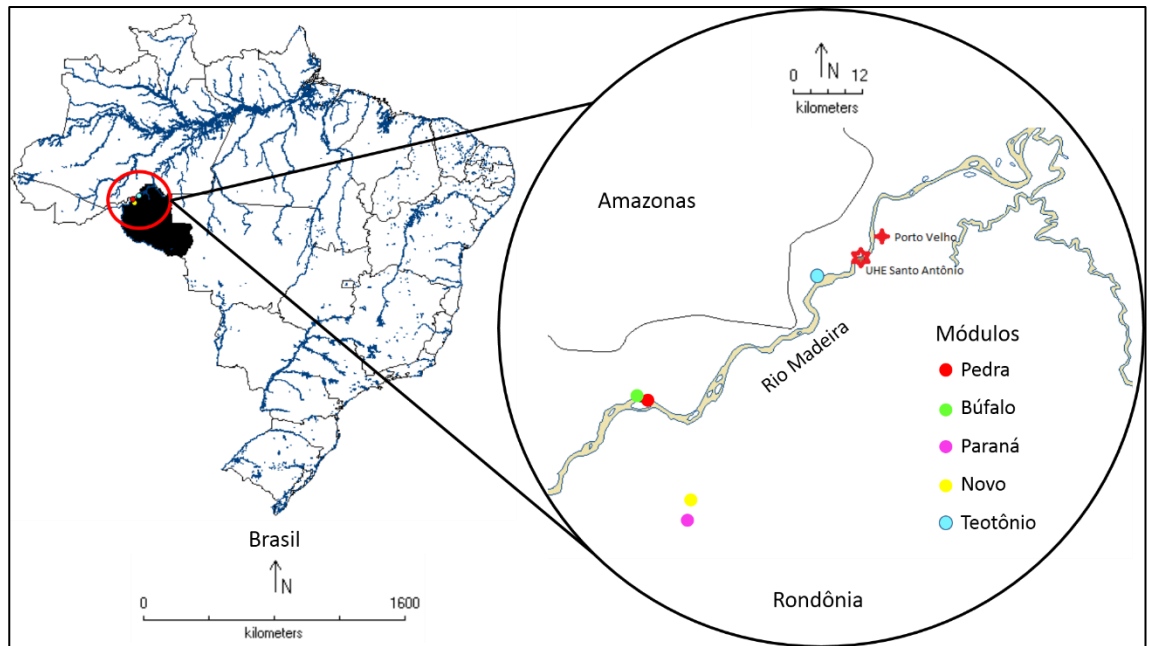 Brasil
N
0 1600
kilometers
N
0 12
kilometers
Amazonas
Porto Velho
UHE Santo Antônio
Rio Madeira
Módulos
Pedra
Búfalo
Paraná
Novo
Teotônio
Rondônia